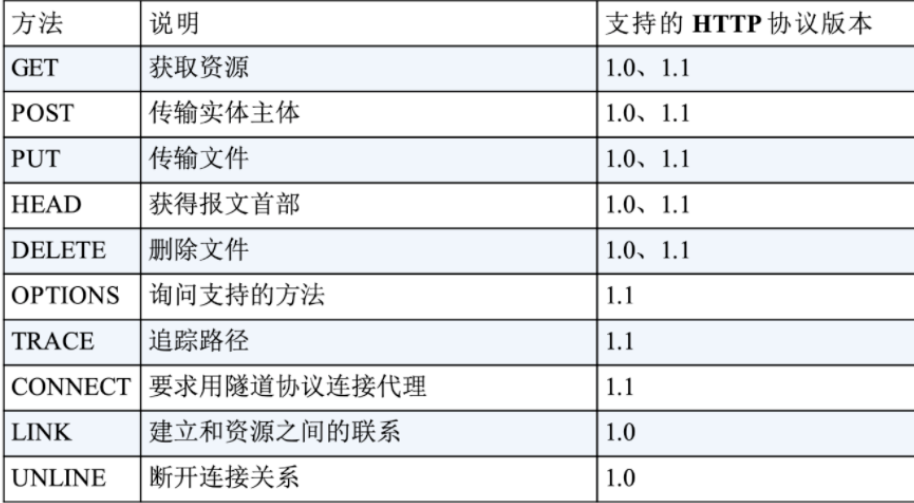 方法 说明 支持的 HTTP 协议版本
GET 获取资源 1.0、1.1
POST 传输实体主体 1.0、1.1
PUT 传输文件 1.0、1.1
HEAD 获得报文首部 1.0、1.1
DELETE 删除文件 1.0、1.1
OPTIONS 询问支持的方法 1.1
TRACE 追踪路径 1.1
CONNECT 要求用隧道协议连接代理 1.1
LINK 建立和资源之间的联系 1.0
UNLINE 断开连接关系 1.0